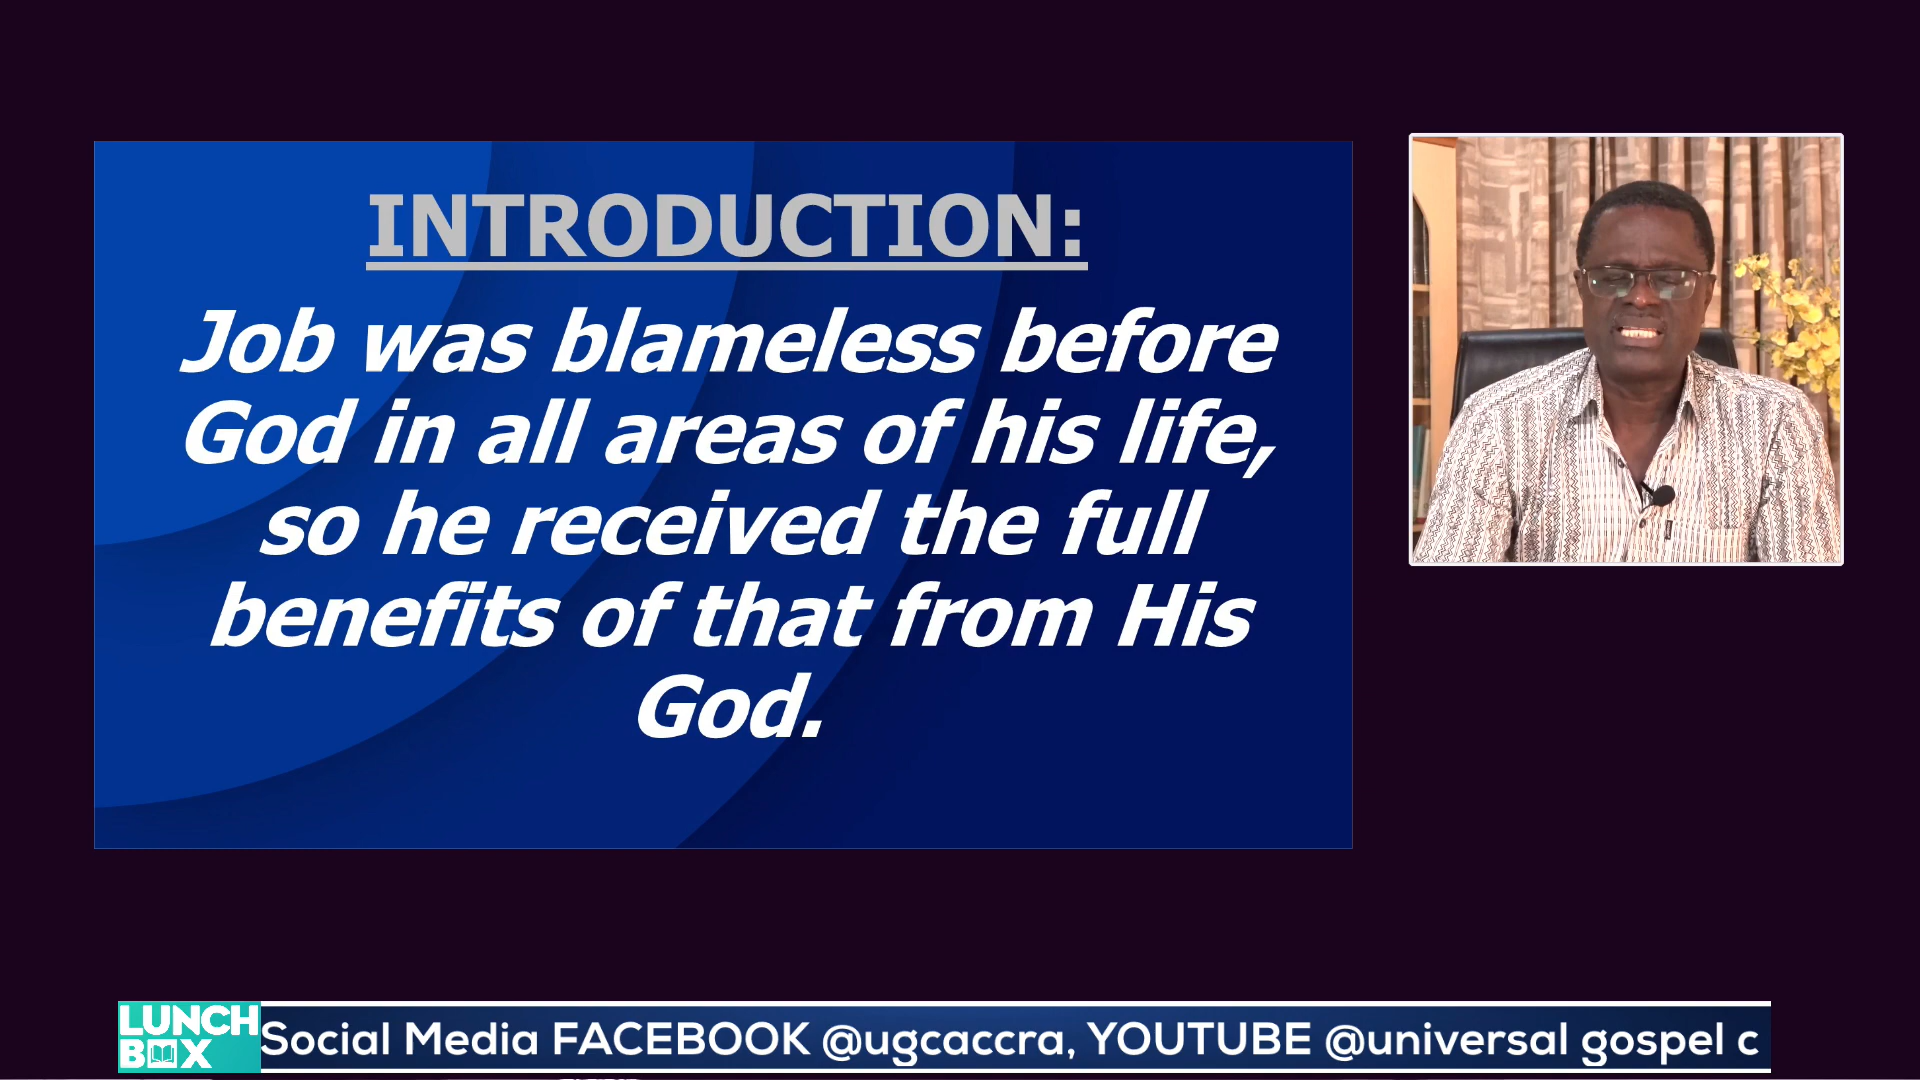 INTRODUCTION:
Job was blameless before
God in all areas of his life,
so he received the full
benefits of that from His
God.
LUNCH
BOX
Social Media FACEBOOK @ugcaccra, YOUTUBE @universal gospel c